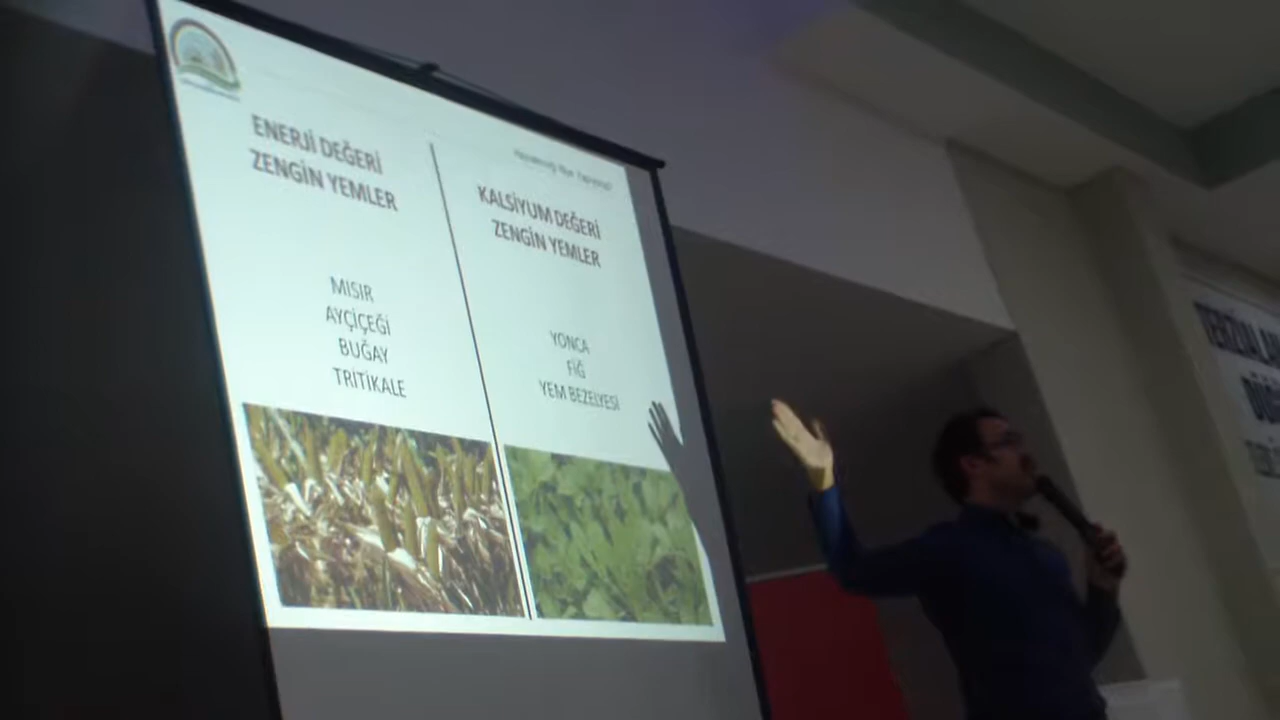 ENERJİ DEĞERİ
ZENGİN YEMLER
MISIR
AYÇİÇEĞİ
BUĞAY
TRİTİKALE
KALSİYUM DEĞERİ
ZENGİN YEMLER
YONCA
FİĞ
YEM BEZELYESİ